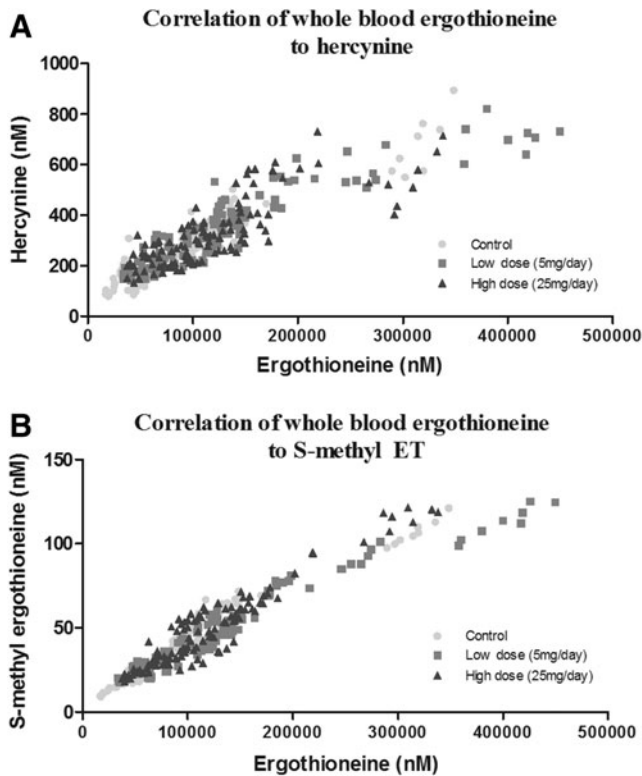 A
Correlation of whole blood ergothioneine
to hercynine
1000
800
600
400
200
0
Hercynine (nM)
Control
Low dose (5mg/day)
High dose (25mg/day)
0
100000
200000
300000
400000
500000
Ergothioneine (nM)
B
Correlation of whole blood ergothioneine
to S-methyl ET
150
100
50
0
S-methyl ergothioneine (nM)
Control
Low dose (5mg/day)
High dose (25mg/day)
0
100000
200000
300000
400000
500000
Ergothioneine (nM)